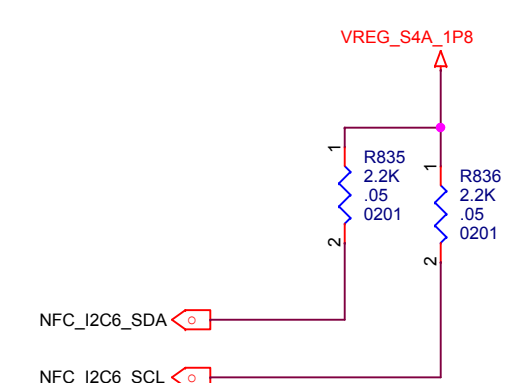 VREG_S4A_1P8
1
R835
2.2K
.05
0201
2
1
R836
2.2K
.05
0201
2
NFC_I2C6_SDA
NFC_I2C6_SCL